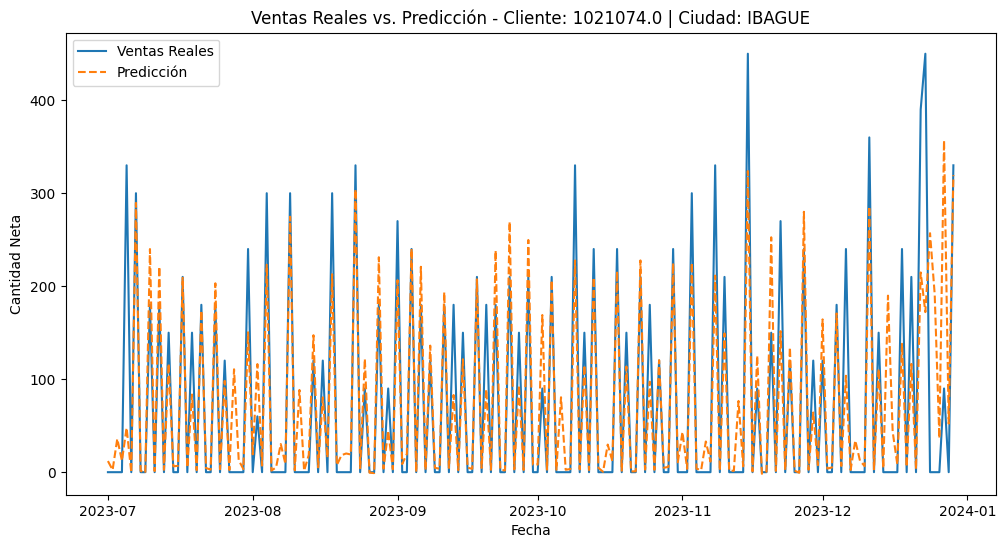 Ventas Reales vs. Predicción - Cliente: 1021074.0 | Ciudad: IBAGUE
Ventas Reales
Predicción
Cantidad Neta
400
300
200
100
0
2023-07
2023-08
2023-09
2023-10
2023-11
2023-12
2024-01
Fecha